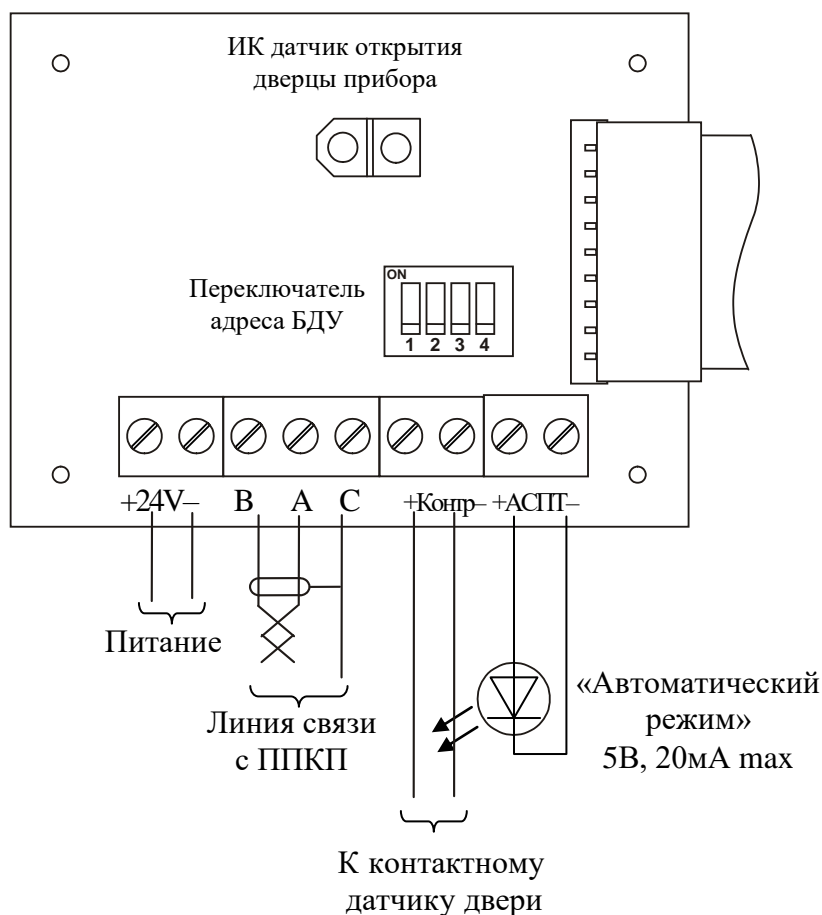 ИК датчик открытия
дверцы прибора
Переключатель
адреса БДУ
ON
1 2 3 4
+24V– B A C +Контр– +АСПТ–
Питание
Линия связи
с ППКП
«Автоматический
режим»
5В, 20мА max
К контактному
датчику двери